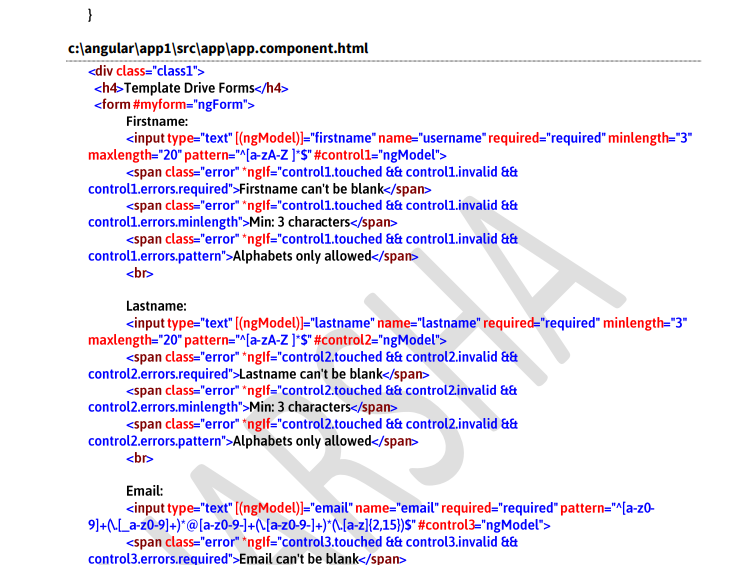 }
c:\angular\app1\src\app\app.component.html
<div class="class1">
<h4>Template Drive Forms</h4>
<form #myform="ngForm">
Firstname:
<input type="text" [(ngModel)]="firstname" name="username" required="required" minlength="3"
maxlength="20" pattern="^[a-zA-Z ]*$" #control1="ngModel">
<span class="error" *ngIf="control1.touched && control1.invalid &&
control1.errors.required">Firstname can't be blank</span>
<span class="error" *ngIf="control1.touched && control1.invalid &&
control1.errors.minlength">Min: 3 characters</span>
<span class="error" *ngIf="control1.touched && control1.invalid &&
control1.errors.pattern">Alphabets only allowed</span>
<br>
Lastname:
<input type="text" [(ngModel)]="lastname" name="lastname" required="required" minlength="3"
maxlength="20" pattern="^[a-zA-Z ]*$" #control2="ngModel">
<span class="error" *ngIf="control2.touched && control2.invalid &&
control2.errors.required">Lastname can't be blank</span>
<span class="error" *ngIf="control2.touched && control2.invalid &&
control2.errors.minlength">Min: 3 characters</span>
<span class="error" *ngIf="control2.touched && control2.invalid &&
control2.errors.pattern">Alphabets only allowed</span>
<br>
Email:
<input type="text" [(ngModel)]="email" name="email" required="required" pattern="^[a-z0-
9]+(\.[_a-z0-9]+)*@[a-z0-9-]+(\.[a-z0-9-]+)*(\.[a-z]{2,15})$" #control3="ngModel">
<span class="error" *ngIf="control3.touched && control3.invalid &&
control3.errors.required">Email can't be blank</span>